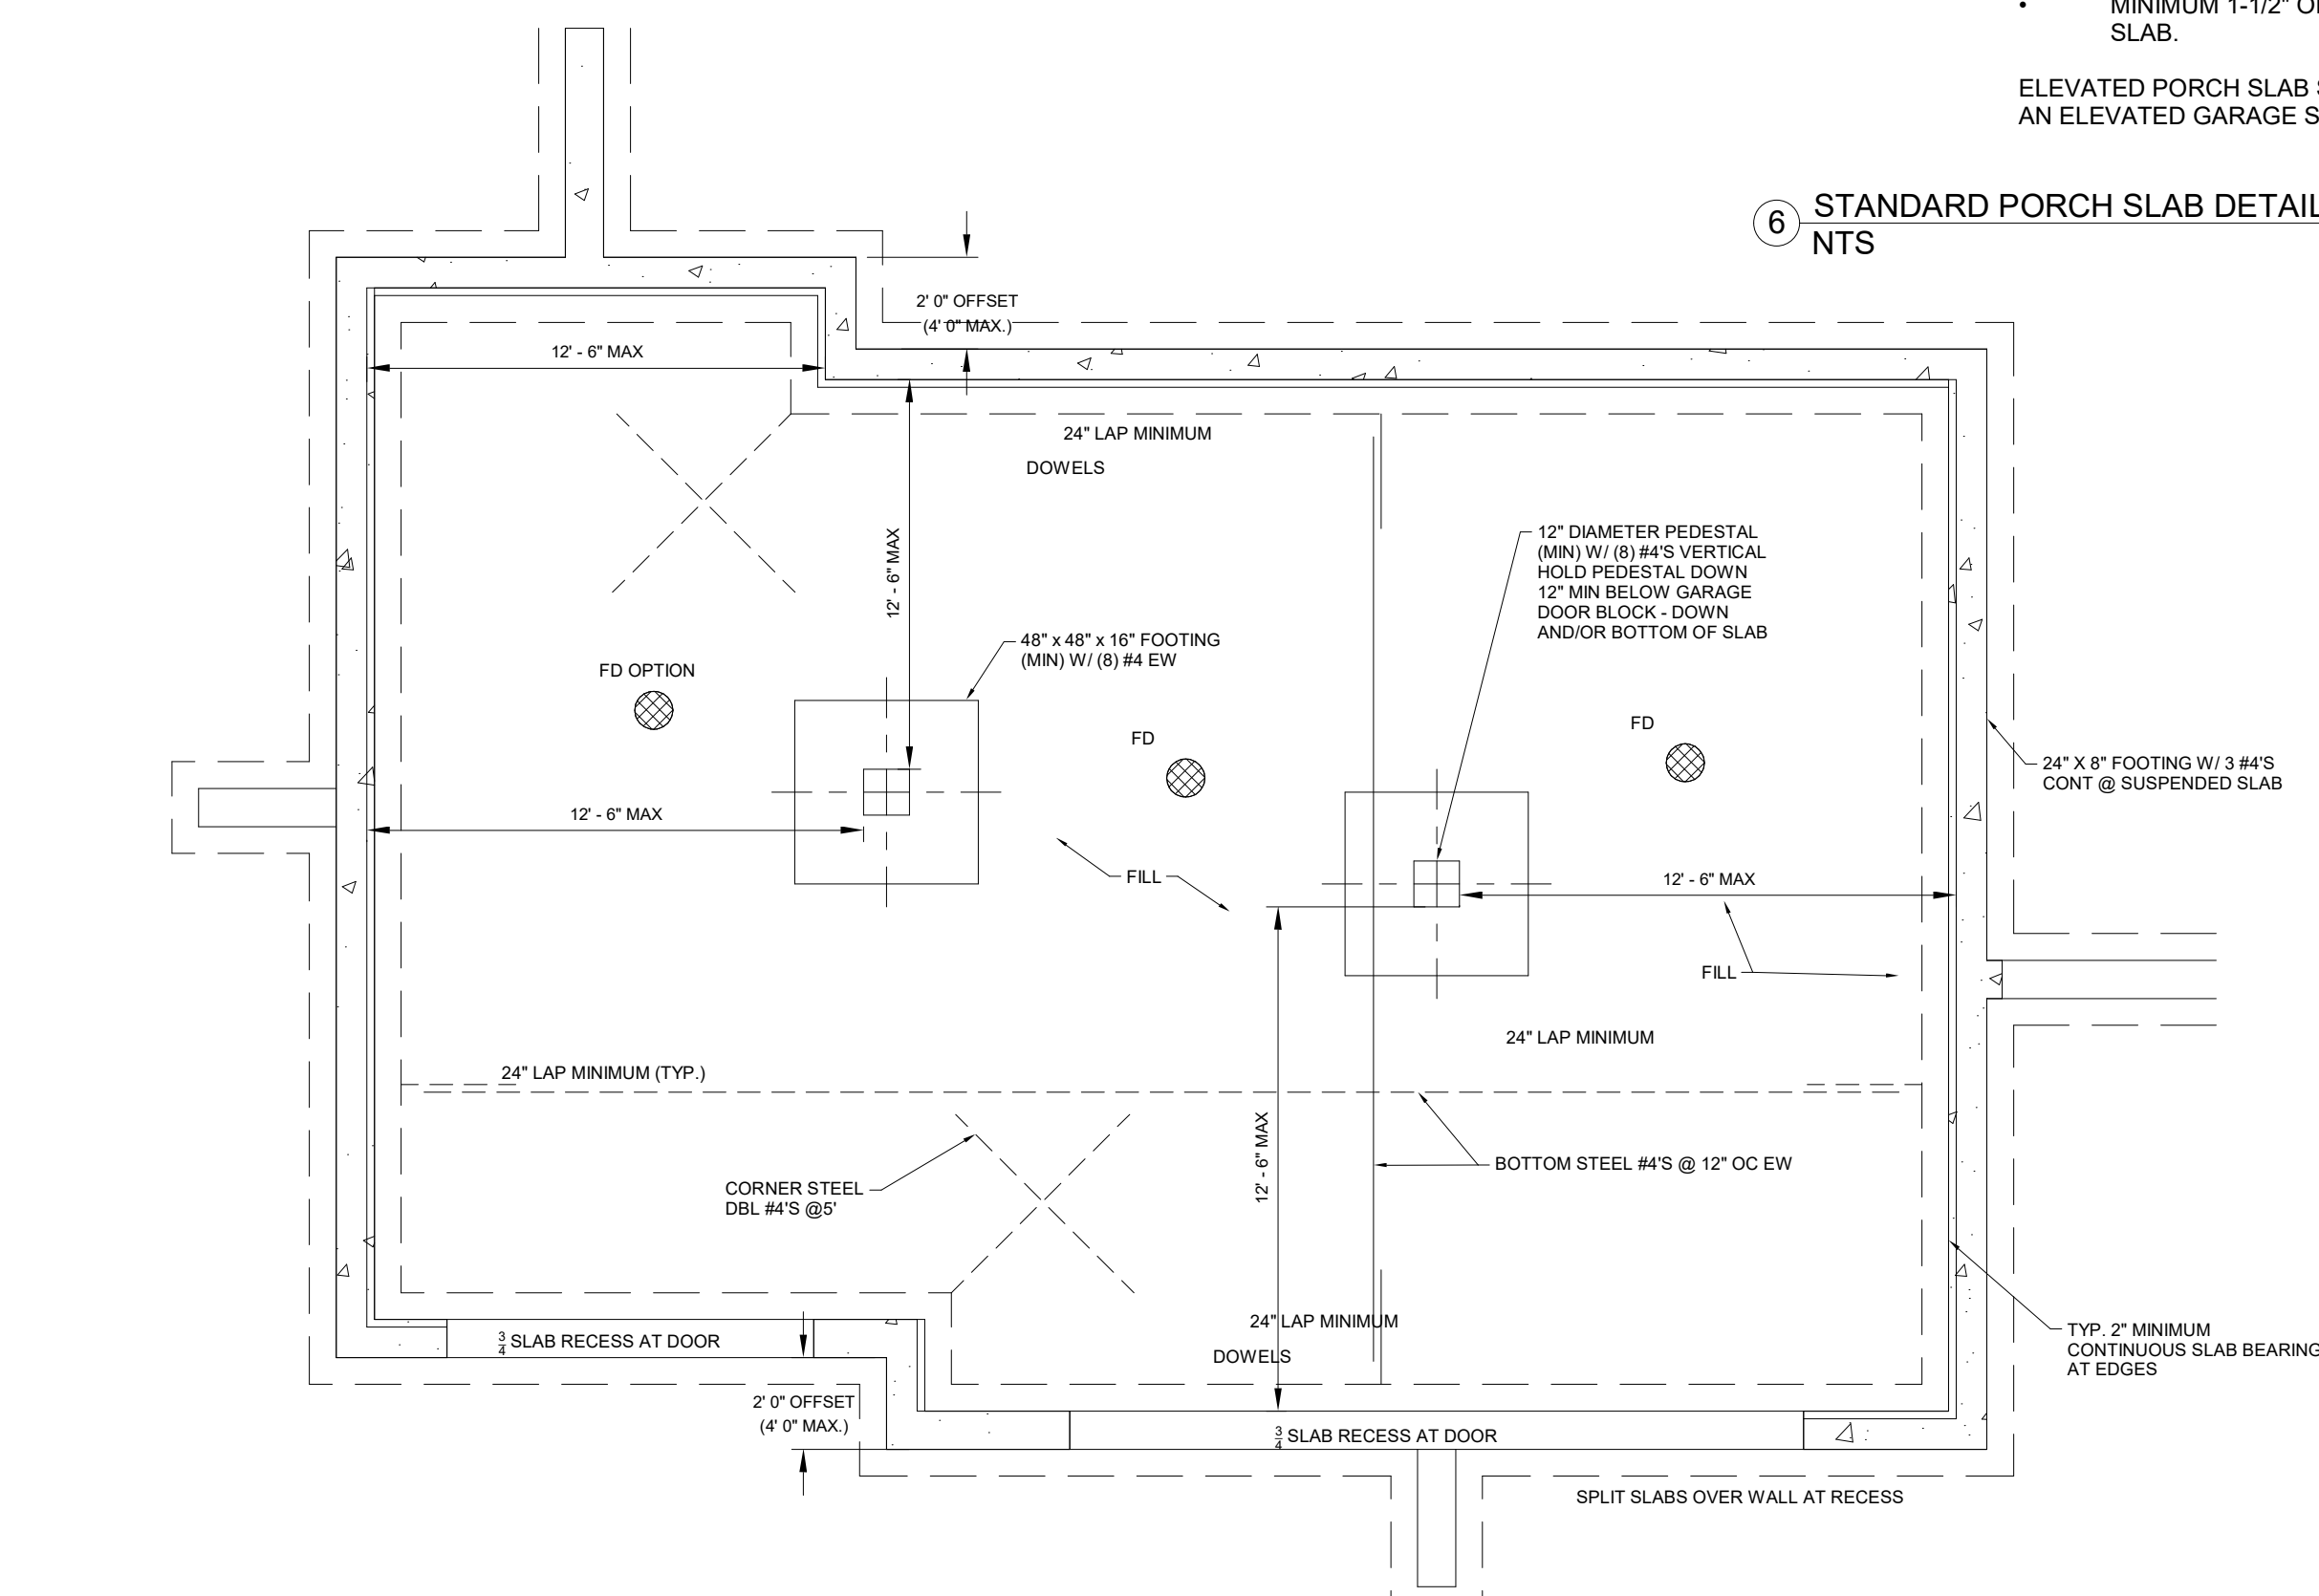 • MINIMUM 1-1/2"
SLAB.
ELEVATED PORCH SLAB
AN ELEVATED GARAGE
6 STANDARD PORCH SLAB DETAIL
NTS
2' 0" OFFSET
(4' 0" MAX.)
12' - 6" MAX
24" LAP MINIMUM
DOWELS
12' - 6" MAX
12" DIAMETER PEDESTAL
(MIN) W/ (8) #4'S VERTICAL
HOLD PEDESTAL DOWN
12" MIN BELOW GARAGE
DOOR BLOCK - DOWN
AND/OR BOTTOM OF SLAB
48" x 48" x 16" FOOTING
(MIN) W/ (8) #4 EW
FD OPTION
FD
FD
24" X 8" FOOTING W/ 3 #4'S
CONT @ SUSPENDED SLAB
12' - 6" MAX
FILL
12' - 6" MAX
FILL
24" LAP MINIMUM
24" LAP MINIMUM (TYP.)
12' - 6" MAX
BOTTOM STEEL #4'S @ 12" OC EW
CORNER STEEL
DBL #4'S @5'
24" LAP MINIMUM
DOWELS
3/4 SLAB RECESS AT DOOR
TYP. 2" MINIMUM
CONTINUOUS SLAB BEARING
AT EDGES
2' 0" OFFSET
(4' 0" MAX.)
3/4 SLAB RECESS AT DOOR
SPLIT SLABS OVER WALL AT RECESS